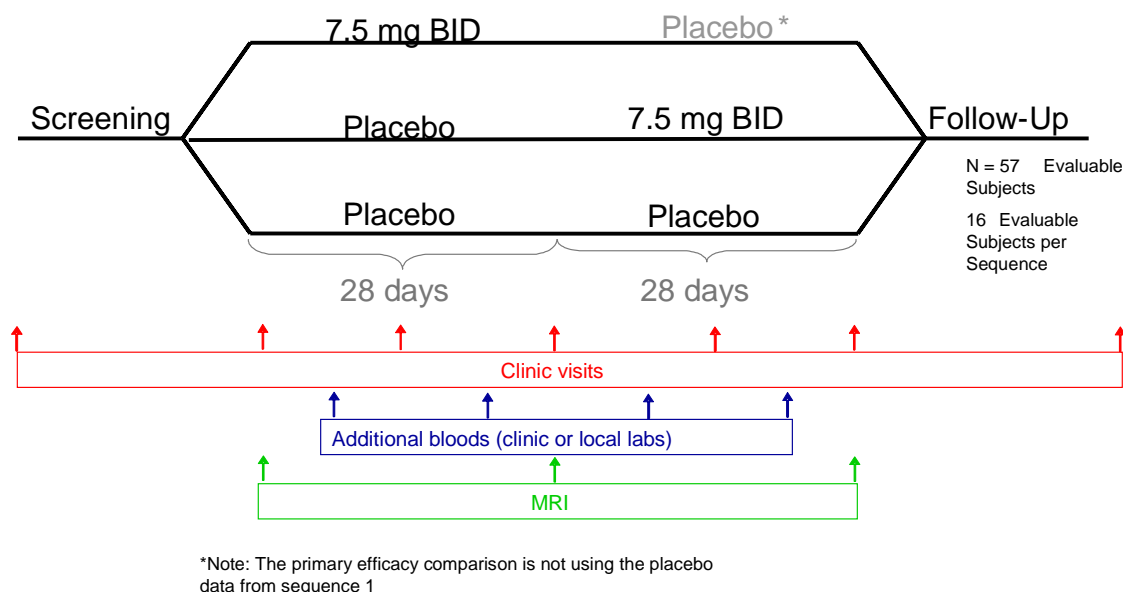 7.5 mg BID
Placebo*
Screening
Placebo
7.5 mg BID
Follow-Up
N = 57 Evaluable
Subjects
16 Evaluable
Subjects per
Sequence
Placebo
Placebo
28 days
28 days
Clinic visits
Additional bloods (clinic or local labs)
MRI
*Note: The primary efficacy comparison is not using the placebo
data from sequence 1